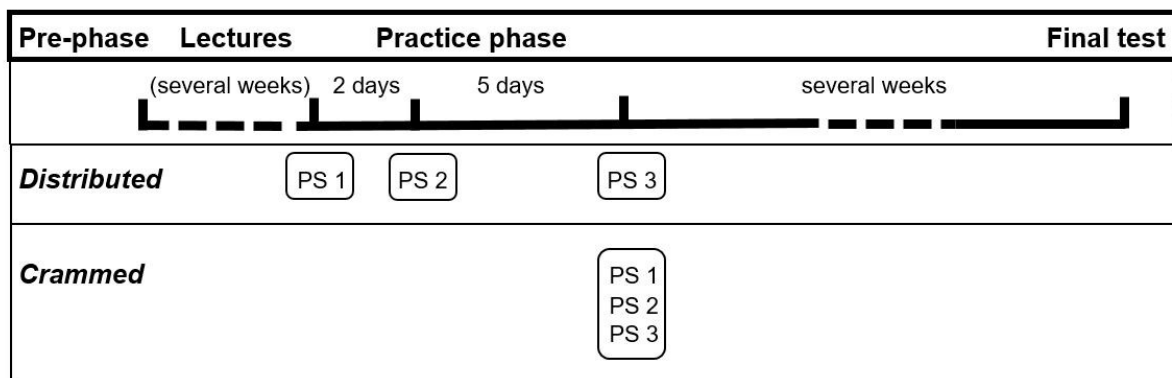 Pre-phase Lectures Practice phase Final test
(several weeks) 2 days 5 days several weeks
Distributed PS 1 PS 2 PS 3
Crammed PS 1
PS 2
PS 3